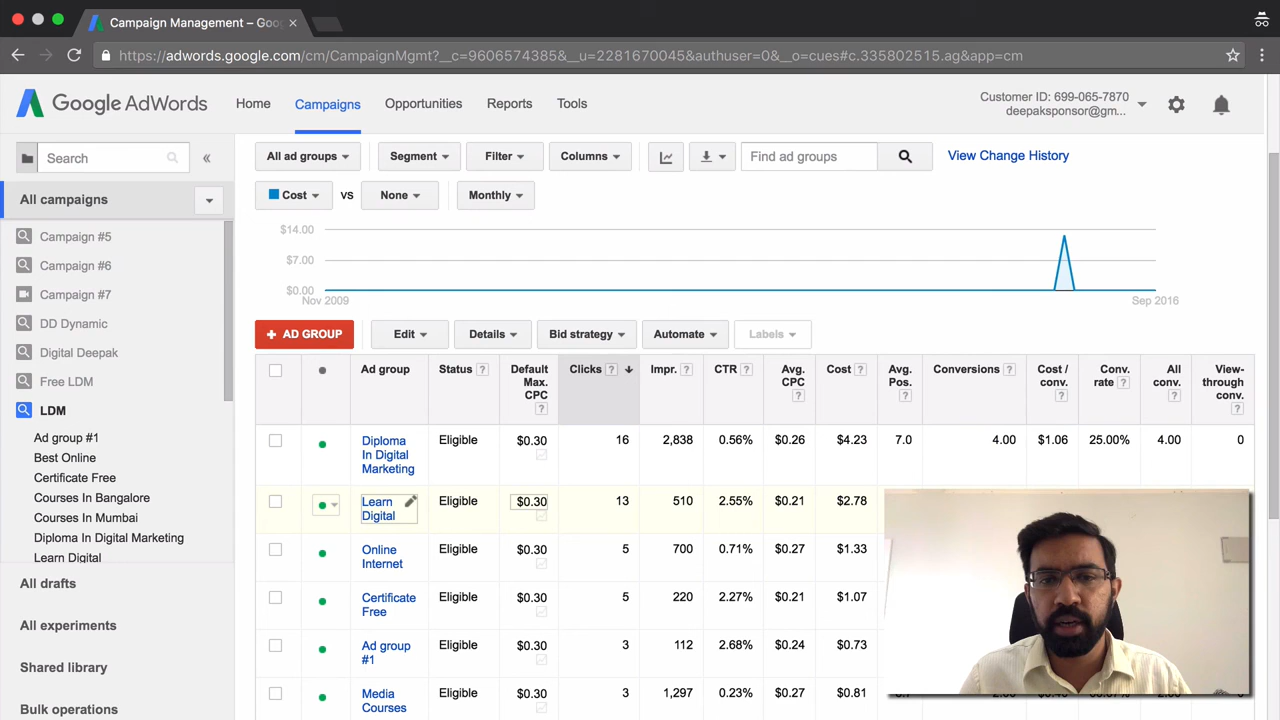 Campaign Management – Goo
https://adwords.google.com/cm/CampaignMgmt?__c=9606574385&__u=2281670045&authuser=0&__o=cues#c.335802515.ag&app=cm
Google AdWords
Home
Campaigns
Opportunities
Reports
Tools
Customer ID: 699-065-7870
deepaksponsor@gm...
Search
«
All campaigns
Campaign #5
Campaign #6
Campaign #7
DD Dynamic
Digital Deepak
Free LDM
LDM
Ad group #1
Best Online
Certificate Free
Courses In Bangalore
Courses In Mumbai
Diploma In Digital Marketing
Learn Digital
All drafts
All experiments
Shared library
Bulk operations
All ad groups
Segment
Filter
Columns
Find ad groups
View Change History
Cost
VS
None
Monthly
$14.00
$7.00
$0.00
Nov 2009
Sep 2016
+ AD GROUP
Edit
Details
Bid strategy
Automate
Labels
Ad group
Status ?
Default
Max.
CPC
?
Clicks ?
Impr. ?
CTR ?
Avg.
CPC
?
Cost ?
Avg.
Pos.
?
Conversions ?
Cost /
conv.
?
Conv.
rate ?
All
conv.
?
View-
through
conv.
?
Diploma
In Digital
Marketing
Eligible
$0.30
16
2,838
0.56%
$0.26
$4.23
7.0
4.00
$1.06
25.00%
4.00
0
Learn
Digital
Eligible
$0.30
13
510
2.55%
$0.21
$2.78
Online
Internet
Eligible
$0.30
5
700
0.71%
$0.27
$1.33
Certificate
Free
Eligible
$0.30
5
220
2.27%
$0.21
$1.07
Ad group
#1
Eligible
$0.30
3
112
2.68%
$0.24
$0.73
Media
Courses
Eligible
$0.30
3
1,297
0.23%
$0.27
$0.81